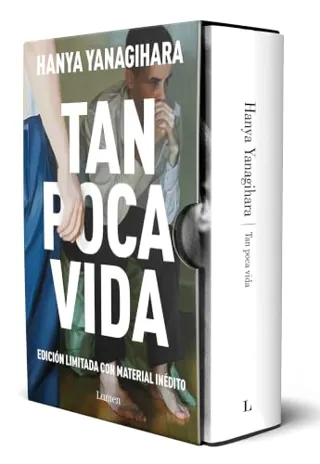 HANYA YANAGIHARA
TAN
POCA
VIDA
EDICIÓN LIMITADA CON MATERIAL INÉDITO
Lumen
Hanya Yanagihara | Tan poca vida
L